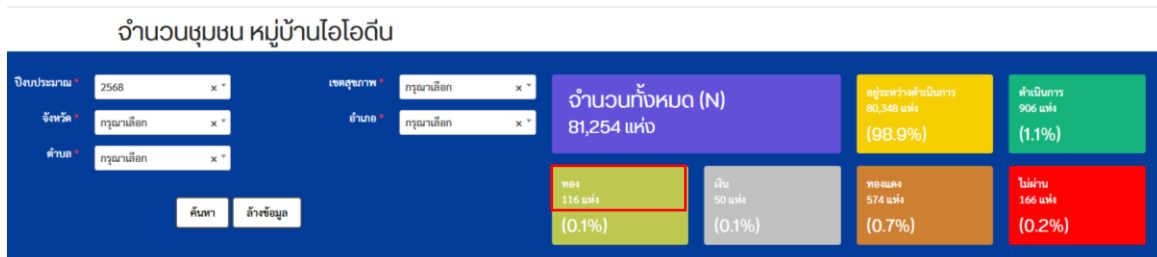 จำนวนชุมชน หมู่บ้านไอโอดีน
ปีงบประมาณ * 2568 × เขตสุขภาพ * กรุณาเลือก ×
จังหวัด * กรุณาเลือก × อำเภอ * กรุณาเลือก ×
ตำบล * กรุณาเลือก ×
ค้นหา ล้างข้อมูล
จำนวนทั้งหมด (N)
81,254 แห่ง
อยู่ระหว่างดำเนินการ
80,348 แห่ง
(98.9%)
ดำเนินการ
906 แห่ง
(1.1%)
ทอง
116 แห่ง
(0.1%)
เงิน
50 แห่ง
(0.1%)
ทองแดง
574 แห่ง
(0.7%)
ไม่ผ่าน
166 แห่ง
(0.2%)